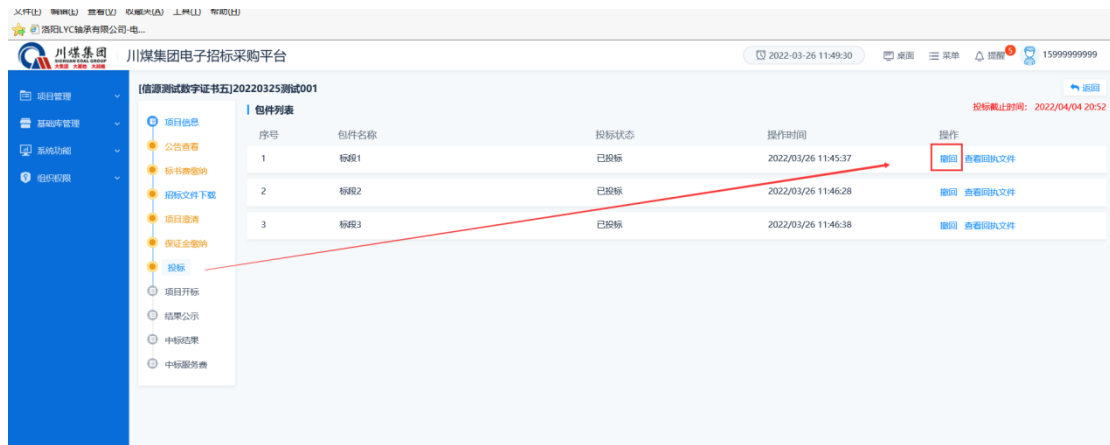 文件(F) 编辑(E) 查看(V) 收藏夹(A) 工具(T) 帮助(H)
洛阳LYC轴承有限公司-电...
川煤集团
SICHUAN COAL GROUP
川煤集团电子招标采购平台
2022-03-26 11:49:30
桌面
菜单
提醒
5
15999999999
项目管理
基础库管理
系统功能
组织权限
[信源测试数字证书五]20220325测试001
返回
项目信息
公告查看
标书费缴纳
招标文件下载
项目澄清
保证金缴纳
投标
项目开标
结果公示
中标结果
中标服务费
包件列表
投标截止时间: 2022/04/04 20:52
序号 包件名称 投标状态 操作时间 操作
1 标段1 已投标 2022/03/26 11:45:37 撤回 查看回执文件
2 标段2 已投标 2022/03/26 11:46:28 撤回 查看回执文件
3 标段3 已投标 2022/03/26 11:46:38 撤回 查看回执文件